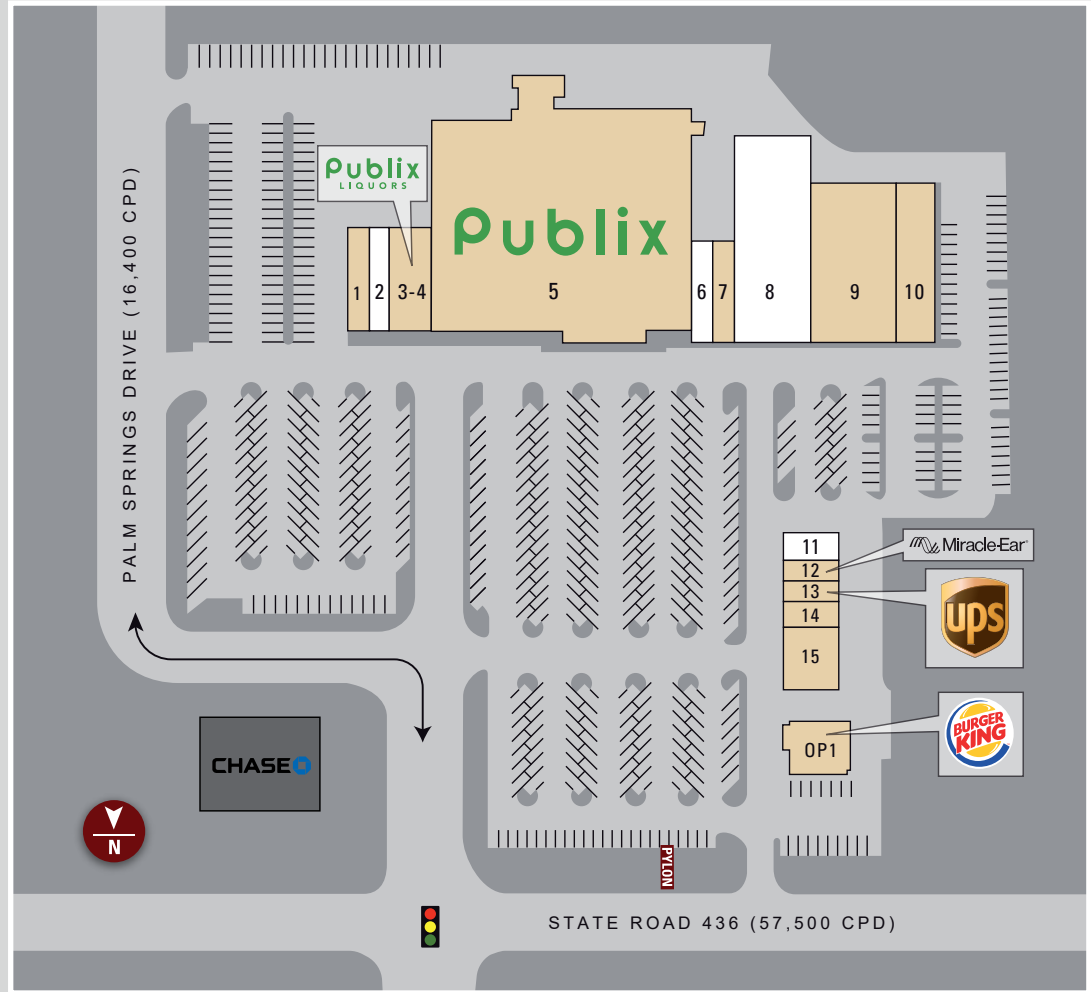 PALM SPRINGS DRIVE (16,400 CPD)
Publix
LIQUORS
Publix
1
2
3-4
5
6
7
8
9
10
11
12
13
14
15
Miracle-Ear®
ups
BURGER
KING
OP1
CHASE
N
PYLON
STATE ROAD 436 (57,500 CPD)